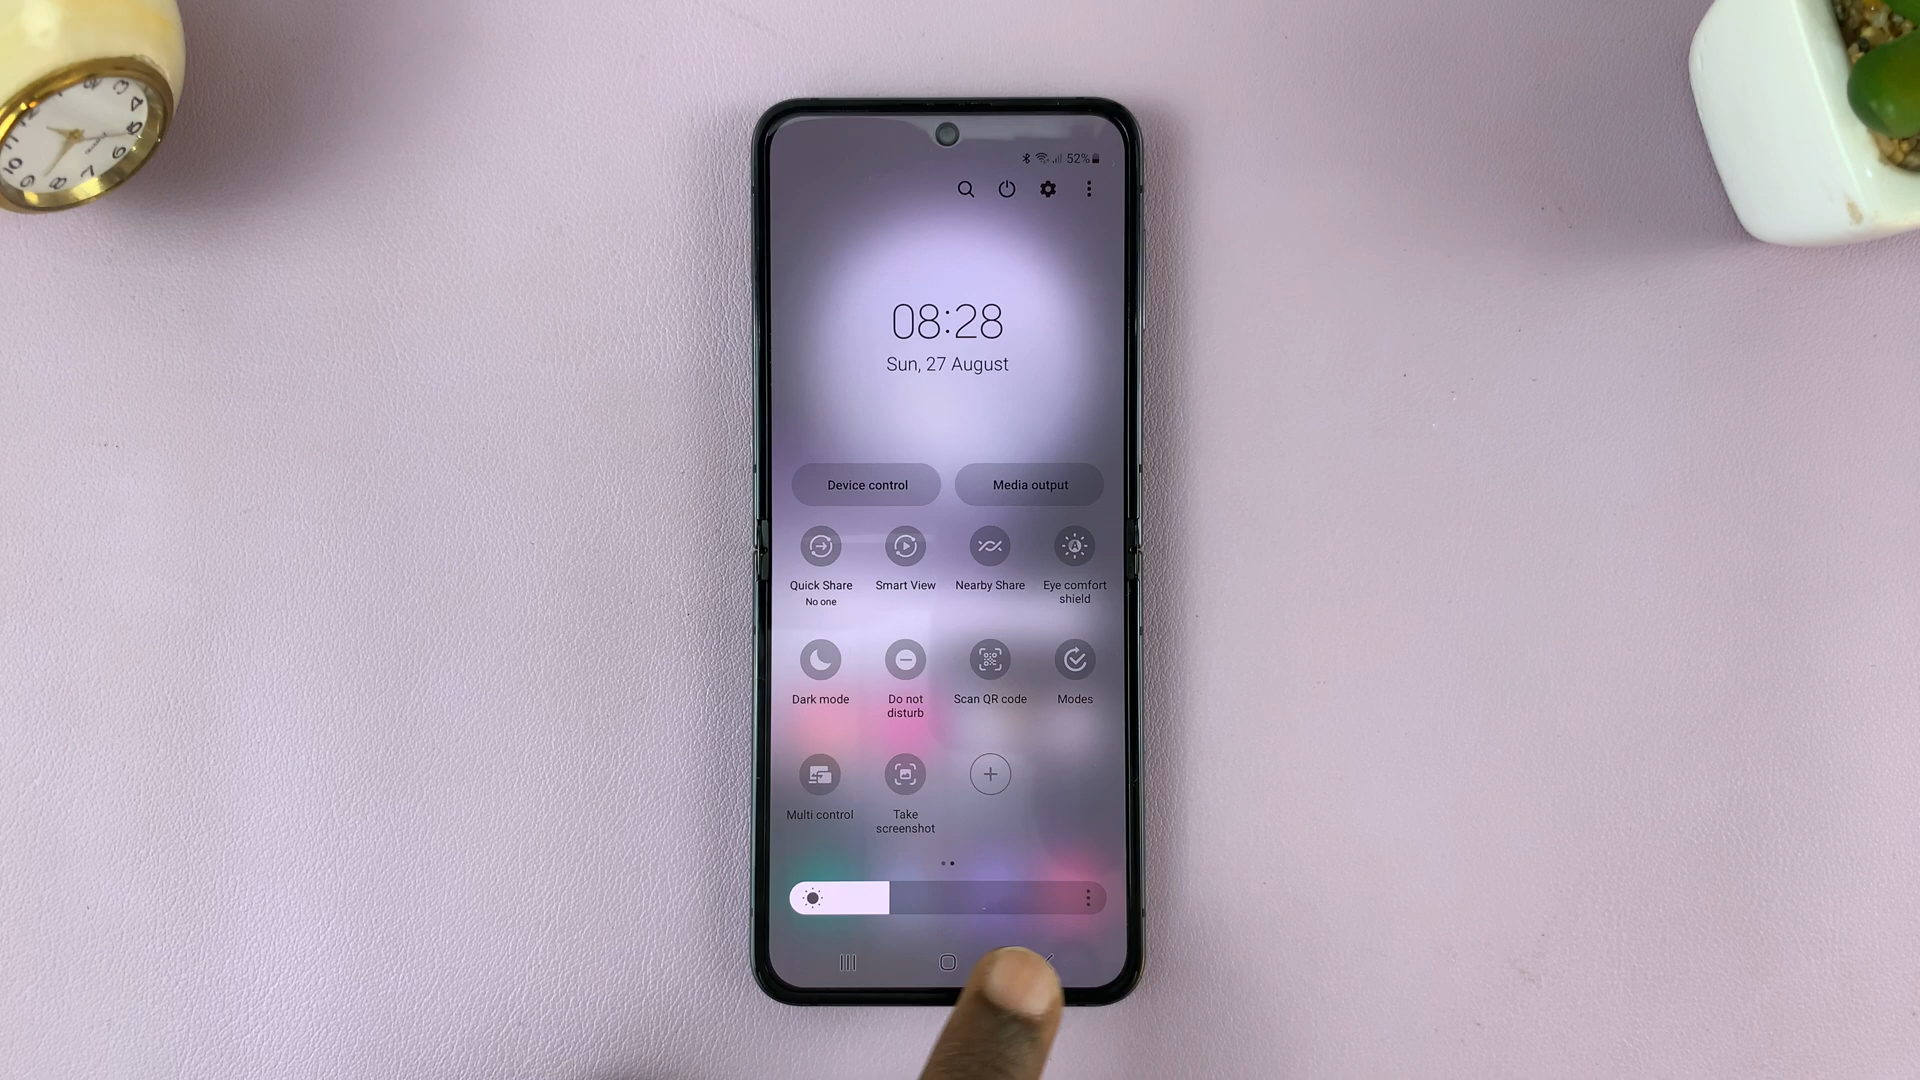 52%
08:28
Sun, 27 August
Device control
Media output
Quick Share
No one
Smart View
Nearby Share
Eye comfort
shield
Dark mode
Do not
disturb
Scan QR code
Modes
Multi control
Take
screenshot